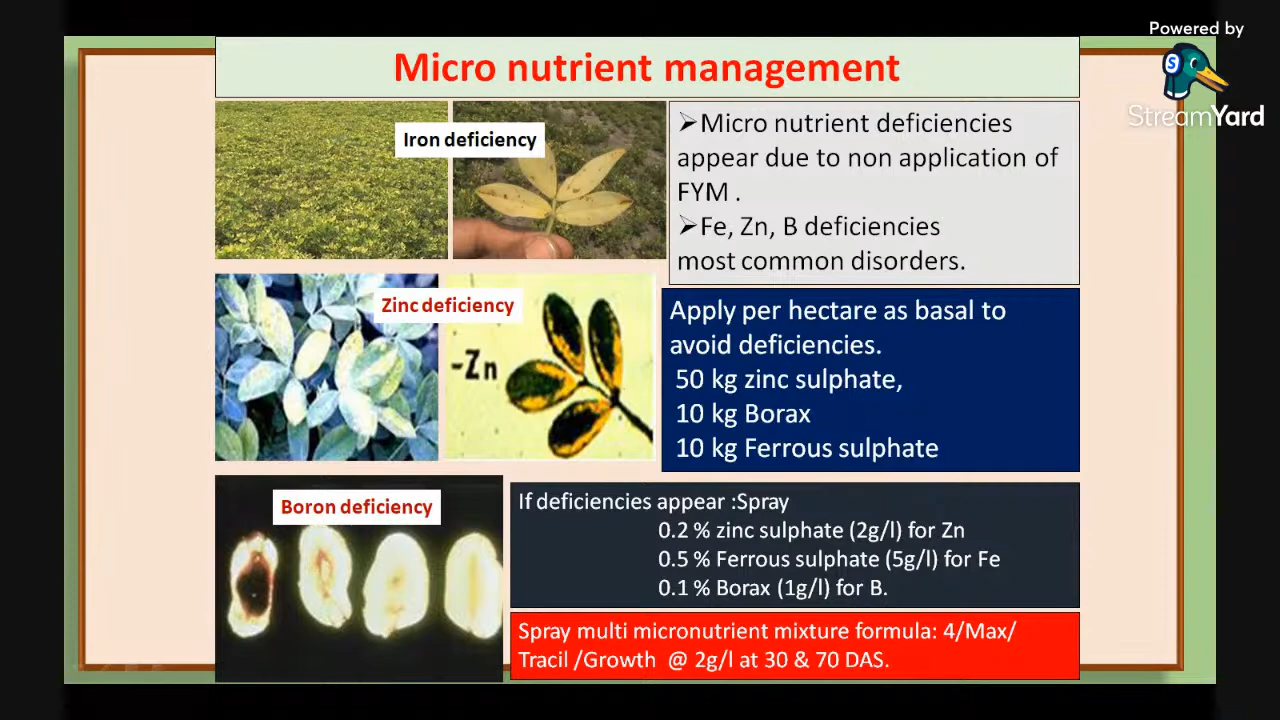 Powered by
StreamYard
Micro nutrient management
Iron deficiency
➢Micro nutrient deficiencies
appear due to non application of
FYM .
➢Fe, Zn, B deficiencies
most common disorders.
Zinc deficiency
-Zn
Apply per hectare as basal to
avoid deficiencies.
50 kg zinc sulphate,
10 kg Borax
10 kg Ferrous sulphate
Boron deficiency
If deficiencies appear :Spray
0.2 % zinc sulphate (2g/l) for Zn
0.5 % Ferrous sulphate (5g/l) for Fe
0.1 % Borax (1g/l) for B.
Spray multi micronutrient mixture formula: 4/Max/
Tracil /Growth @ 2g/l at 30 & 70 DAS.